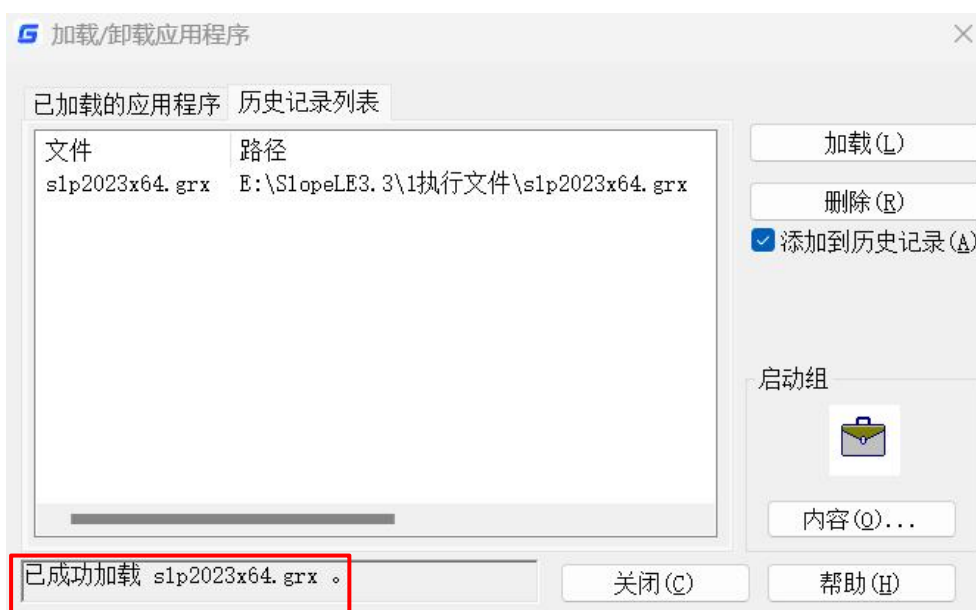 G 加载/卸载应用程序
已加载的应用程序 历史记录列表
文件 路径
slp2023x64.grx E:\SlopeLE3.3\1执行文件\slp2023x64.grx
加载(L)
删除(R)
添加到历史记录(A)
启动组
内容(O)...
已成功加载 slp2023x64.grx 。
关闭(C) 帮助(H)